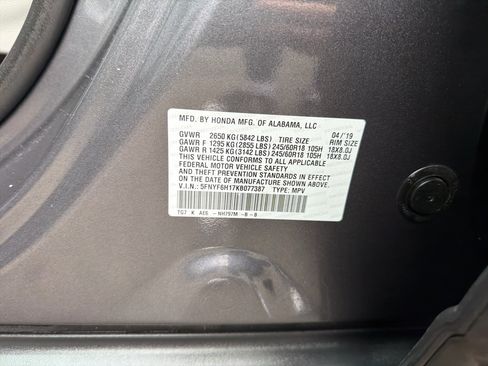 MFD. BY HONDA MFG. OF ALABAMA, LLC
GVWR 2650 KG (5842 LBS) TIRE SIZE 04/'19 RIM SIZE
GAWR F 1295 KG (2855 LBS) 245/60R18 105H 18X8.0J
GAWR R 1425 KG (3142 LBS) 245/60R18 105H 18X8.0J
THIS VEHICLE CONFORMS TO ALL APPLICABLE
FEDERAL MOTOR VEHICLE SAFETY
AND THEFT PREVENTION STANDARDS IN EFFECT
ON THE DATE OF MANUFACTURE SHOWN ABOVE.
V.I.N.: 5FNYF6H17KB077387 TYPE: MPV
TG7 K AE6 -NH797M -B -B